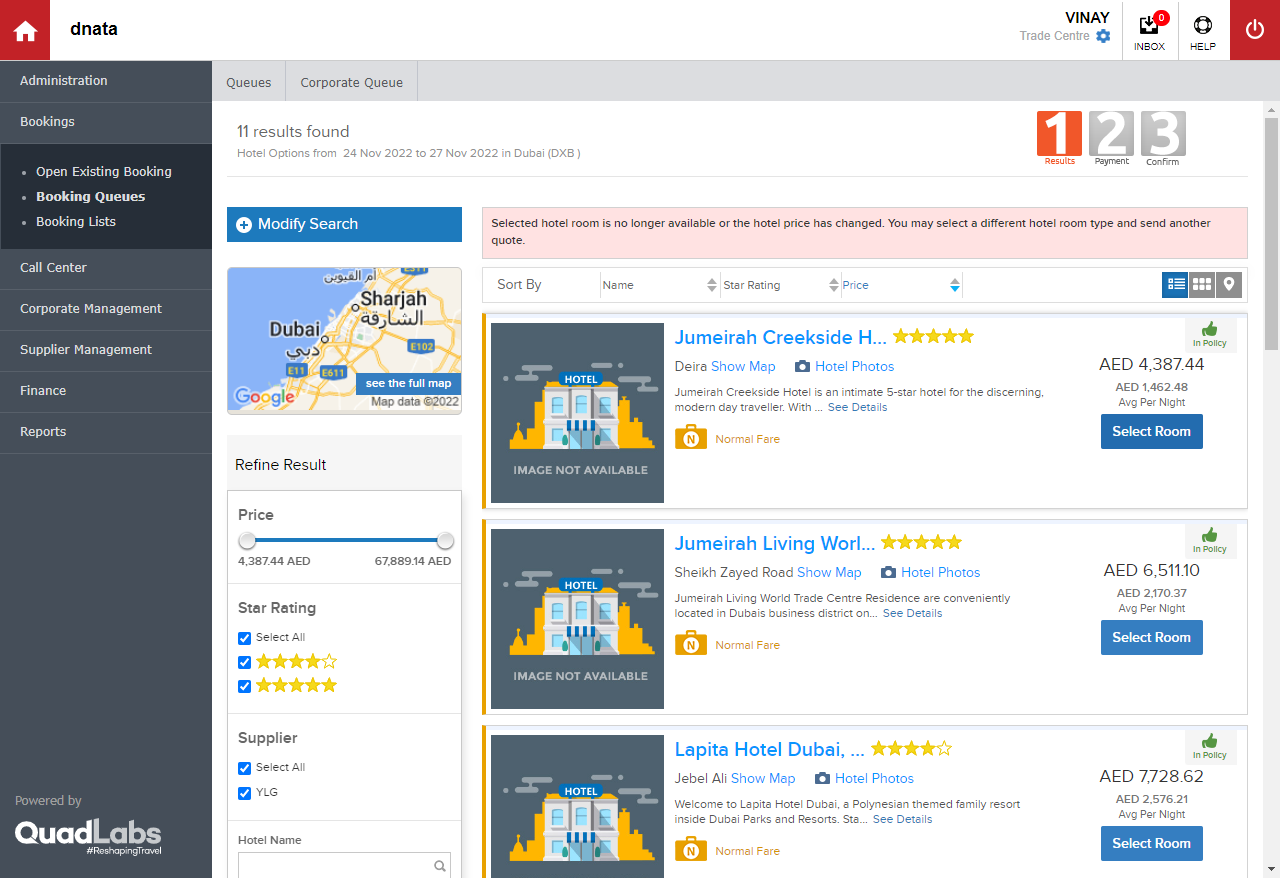 dnata
VINAY
Trade Centre
0
INBOX
HELP
Administration
Bookings
Open Existing Booking
Booking Queues
Booking Lists
Call Center
Corporate Management
Supplier Management
Finance
Reports
Powered by
QuadLabs
#ReshapingTravel
Queues
Corporate Queue
11 results found
Hotel Options from 24 Nov 2022 to 27 Nov 2022 in Dubai (DXB )
1 2 3
Results Payment Confirm
Modify Search
أم القيوين
E311
Sharjah
الشارقة
Dubai
دبي
E102
E11
E611
see the full map
Google
Map data ©2022
Refine Result
Price
4,387.44 AED 67,889.14 AED
Star Rating
Select All
Supplier
Select All
YLG
Hotel Name
Selected hotel room is no longer available or the hotel price has changed. You may select a different hotel room type and send another
quote.
Sort By Name Star Rating Price
HOTEL
IMAGE NOT AVAILABLE
Jumeirah Creekside H...
Deira Show Map Hotel Photos
Jumeirah Creekside Hotel is an intimate 5-star hotel for the discerning,
modern day traveller. With ... See Details
N Normal Fare
In Policy
AED 4,387.44
AED 1,462.48
Avg Per Night
Select Room
HOTEL
IMAGE NOT AVAILABLE
Jumeirah Living Worl...
Sheikh Zayed Road Show Map Hotel Photos
Jumeirah Living World Trade Centre Residence are conveniently
located in Dubais business district on... See Details
N Normal Fare
In Policy
AED 6,511.10
AED 2,170.37
Avg Per Night
Select Room
HOTEL
Lapita Hotel Dubai, ...
Jebel Ali Show Map Hotel Photos
Welcome to Lapita Hotel Dubai, a Polynesian themed family resort
inside Dubai Parks and Resorts. Sta... See Details
N Normal Fare
In Policy
AED 7,728.62
AED 2,576.21
Avg Per Night
Select Room